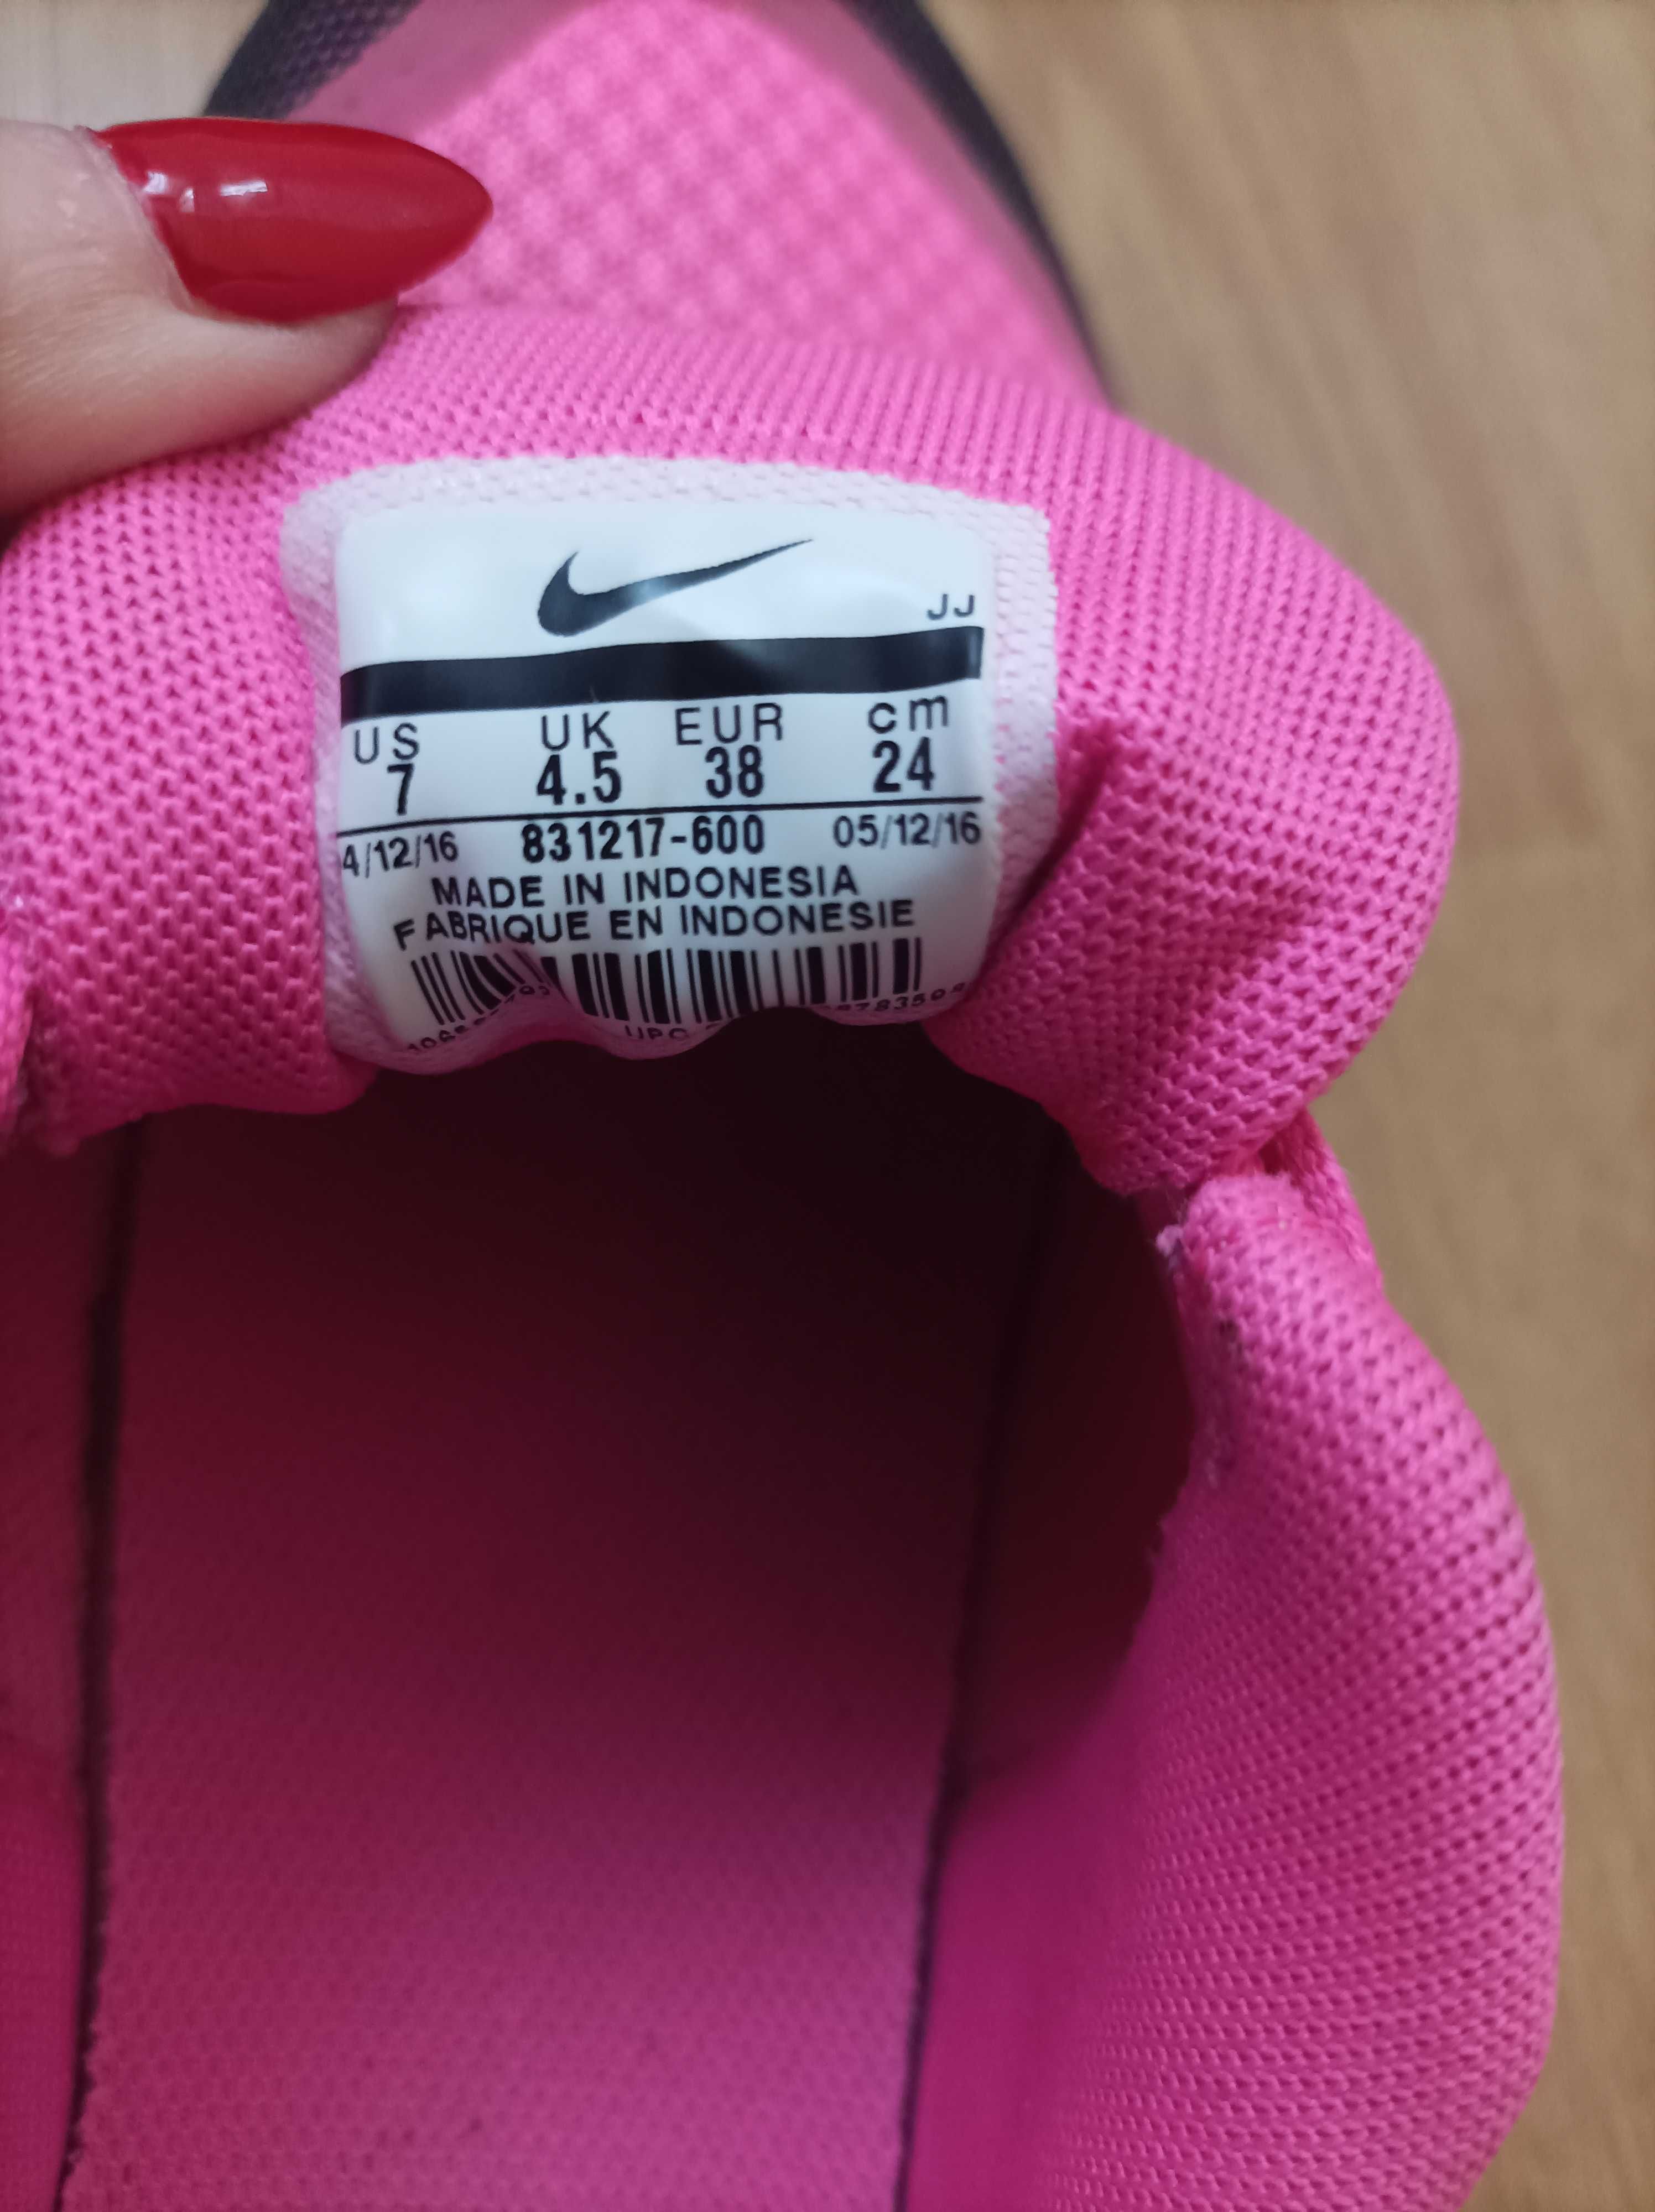 JJ
US UK EUR cm
7 4.5 38 24
4/12/16 831217-600 05/12/16
MADE IN INDONESIA
FABRIQUE EN INDONESIE
UPC